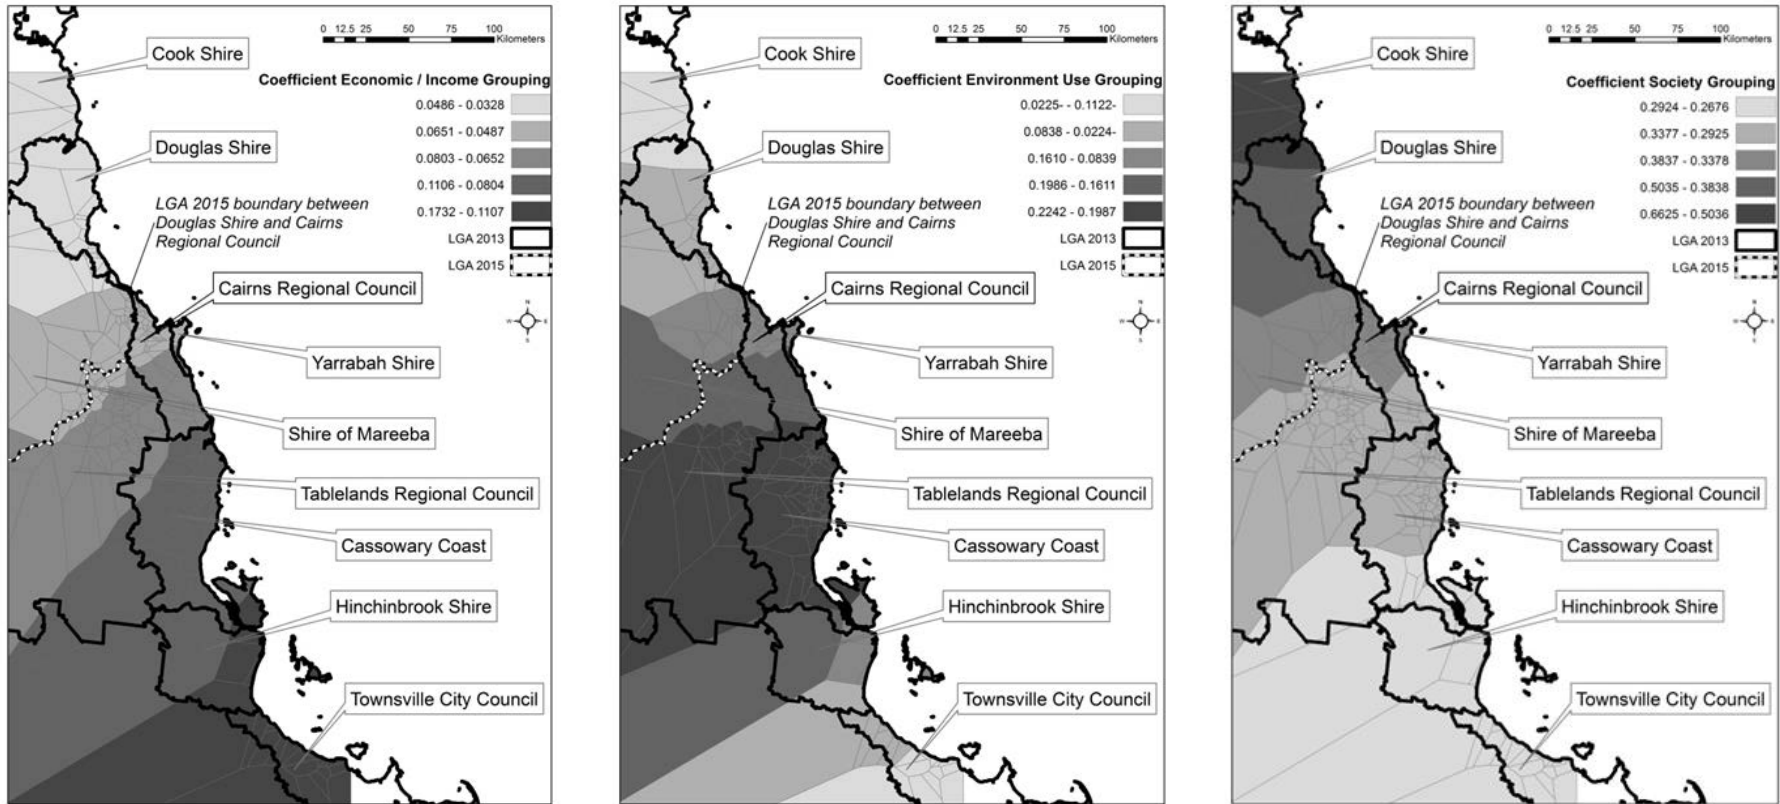 0 12.5 25 50 75 100
Kilometers
Cook Shire
Coefficient Economic / Income Grouping
0.0486 - 0.0328
0.0651 - 0.0487
Douglas Shire
0.0803 - 0.0652
0.1106 - 0.0804
LGA 2015 boundary between
Douglas Shire and Cairns
Regional Council
0.1732 - 0.1107
LGA 2013
LGA 2015
Cairns Regional Council
N
W E
S
Yarrabah Shire
Shire of Mareeba
Tablelands Regional Council
Cassowary Coast
Hinchinbrook Shire
Townsville City Council
0 12.5 25 50 75 100
Kilometers
Cook Shire
Coefficient Environment Use Grouping
0.0225- - 0.1122-
0.0838 - 0.0224-
Douglas Shire
0.1610 - 0.0839
0.1986 - 0.1611
LGA 2015 boundary between
Douglas Shire and Cairns
Regional Council
0.2242 - 0.1987
LGA 2013
LGA 2015
Cairns Regional Council
N
W E
S
Yarrabah Shire
Shire of Mareeba
Tablelands Regional Council
Cassowary Coast
Hinchinbrook Shire
Townsville City Council
0 12.5 25 50 75 100
Kilometers
Cook Shire
Coefficient Society Grouping
0.2924 - 0.2676
0.3377 - 0.2925
Douglas Shire
0.3837 - 0.3378
0.5035 - 0.3838
LGA 2015 boundary between
Douglas Shire and Cairns
Regional Council
0.6625 - 0.5036
LGA 2013
LGA 2015
Cairns Regional Council
N
W E
S
Yarrabah Shire
Shire of Mareeba
Tablelands Regional Council
Cassowary Coast
Hinchinbrook Shire
Townsville City Council